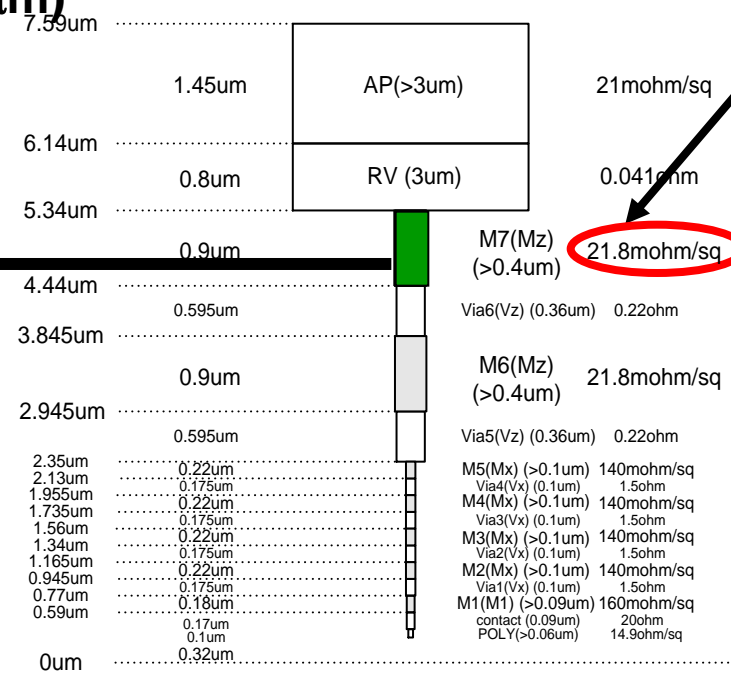 7.59um
1.45um AP(>3um) 21mohm/sq
6.14um
0.8um RV (3um) 0.041ohm
5.34um
0.9um M7(Mz) (>0.4um) 21.8mohm/sq
4.44um
0.595um Via6(Vz) (0.36um) 0.22ohm
3.845um
0.9um M6(Mz) (>0.4um) 21.8mohm/sq
2.945um
0.595um Via5(Vz) (0.36um) 0.22ohm
2.35um
0.22um M5(Mx) (>0.1um) 140mohm/sq
2.13um
0.175um Via4(Vx) (0.1um) 1.5ohm
1.955um
0.22um M4(Mx) (>0.1um) 140mohm/sq
1.735um
0.175um Via3(Vx) (0.1um) 1.5ohm
1.56um
0.22um M3(Mx) (>0.1um) 140mohm/sq
1.34um
0.175um Via2(Vx) (0.1um) 1.5ohm
1.165um
0.22um M2(Mx) (>0.1um) 140mohm/sq
0.945um
0.175um Via1(Vx) (0.1um) 1.5ohm
0.77um
0.18um M1(M1) (>0.09um) 160mohm/sq
0.59um
0.17um contact (0.09um) 20ohm
0.1um POLY(>0.06um) 14.9ohm/sq
0.32um
0um